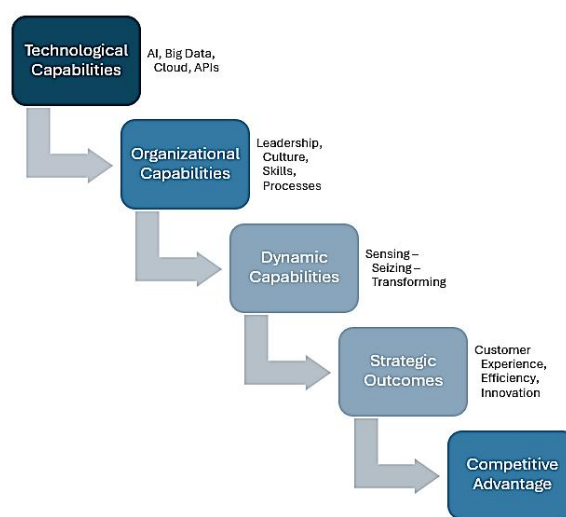 Technological
Capabilities
AI, Big Data,
Cloud, APIs
Organizational
Capabilities
Leadership,
Culture,
Skills,
Processes
Dynamic
Capabilities
Sensing –
Seizing –
Transforming
Strategic
Outcomes
Customer
Experience,
Efficiency,
Innovation
Competitive
Advantage